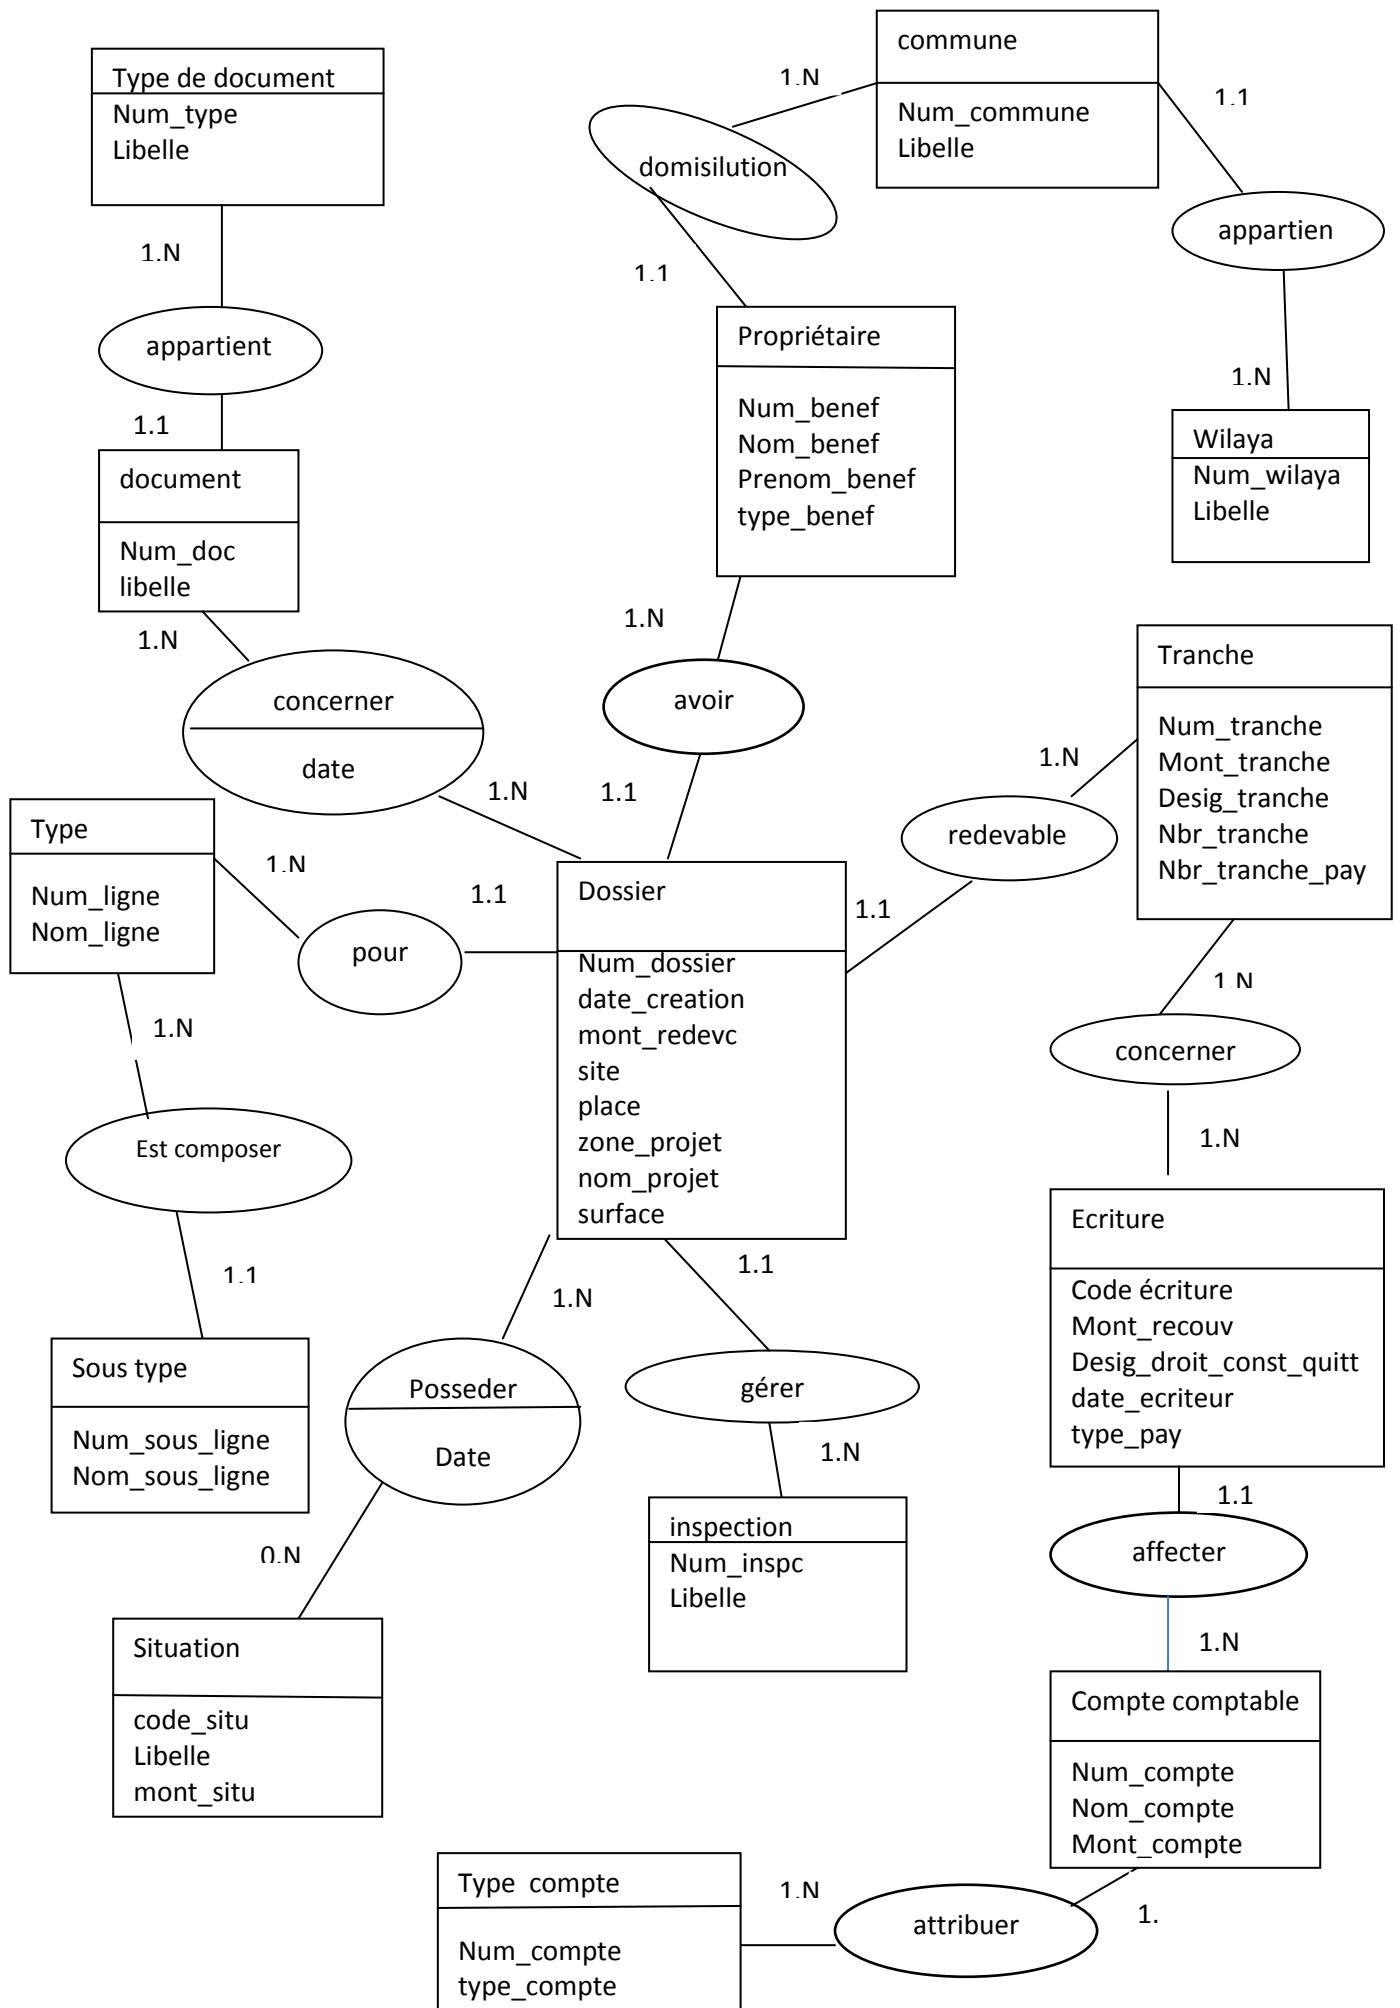 commune
1.N
1.1
Num_commune
Libelle
Type de document
Num_type
Libelle
domisilution
appartien
1.N
1.1
appartient
Propriétaire
Num_benef
Nom_benef
Prenom_benef
type_benef
1.N
Wilaya
Num_wilaya
Libelle
1.1
document
Num_doc
libelle
1.N
1.N
concerner
date
avoir
Tranche
Num_tranche
Mont_tranche
Desig_tranche
Nbr_tranche
Nbr_tranche_pay
1.N
1.N
1.1
redevable
Type
Num_ligne
Nom_ligne
1.N
1.1
1.1
pour
Dossier
Num_dossier
date_creation
mont_redevc
site
place
zone_projet
nom_projet
surface
1.N
1.N
concerner
Est composer
1.N
Ecriture
Code écriture
Mont_recouv
Desig_droit_const_quitt
date_ecriteur
type_pay
1.1
1.N
1.1
Sous type
Num_sous_ligne
Nom_sous_ligne
Posseder
Date
gérer
1.N
inspection
Num_inspc
Libelle
1.1
affecter
0.N
1.N
Situation
code_situ
Libelle
mont_situ
Compte comptable
Num_compte
Nom_compte
Mont_compte
Type compte
Num_compte
type_compte
1.N
attribuer
1.